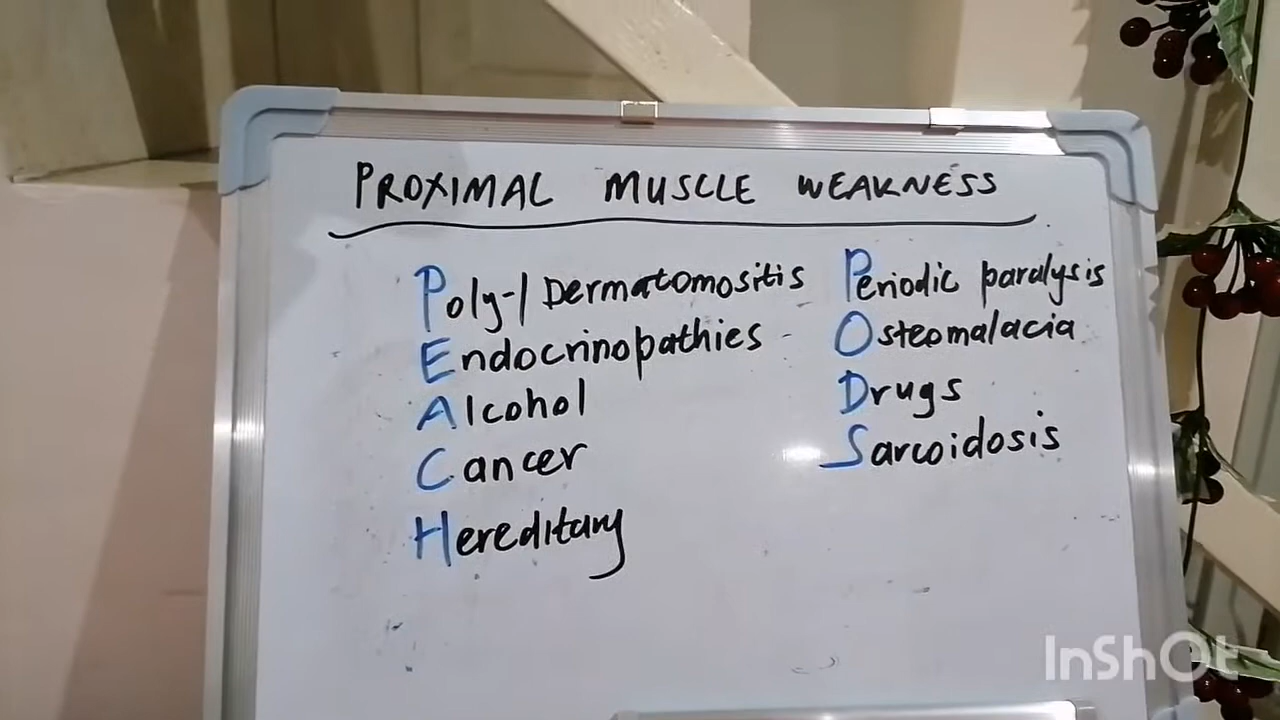 PROXIMAL MUSCLE WEAKNESS
Poly-/Dermatomositis
Endocrinopathies
Alcohol
Cancer
Hereditary
Periodic paralysis
Osteomalacia
Drugs
Sarcoidosis
InShOt